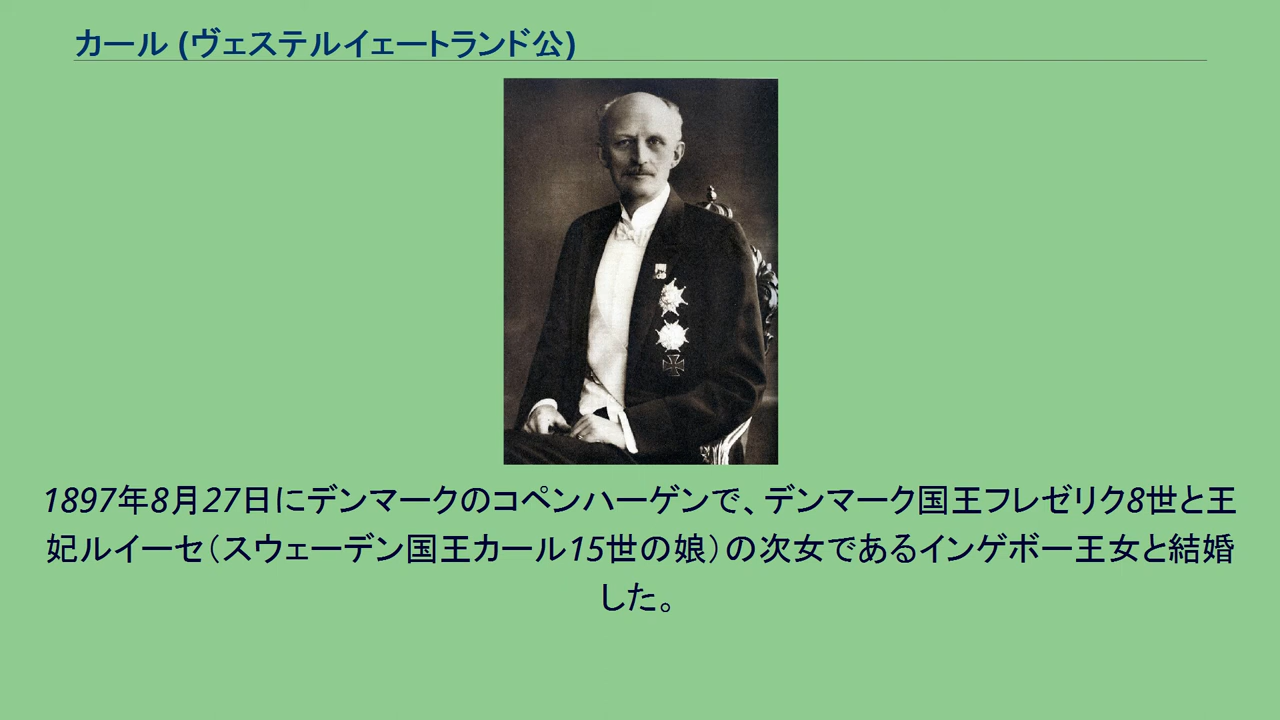 カール (ヴェステルイェートランド公)
1897年8月27日にデンマークのコペンハーゲンで、デンマーク国王フレゼリク8世と王
妃ルイーセ（スウェーデン国王カール15世の娘）の次女であるインゲボー王女と結婚
した。